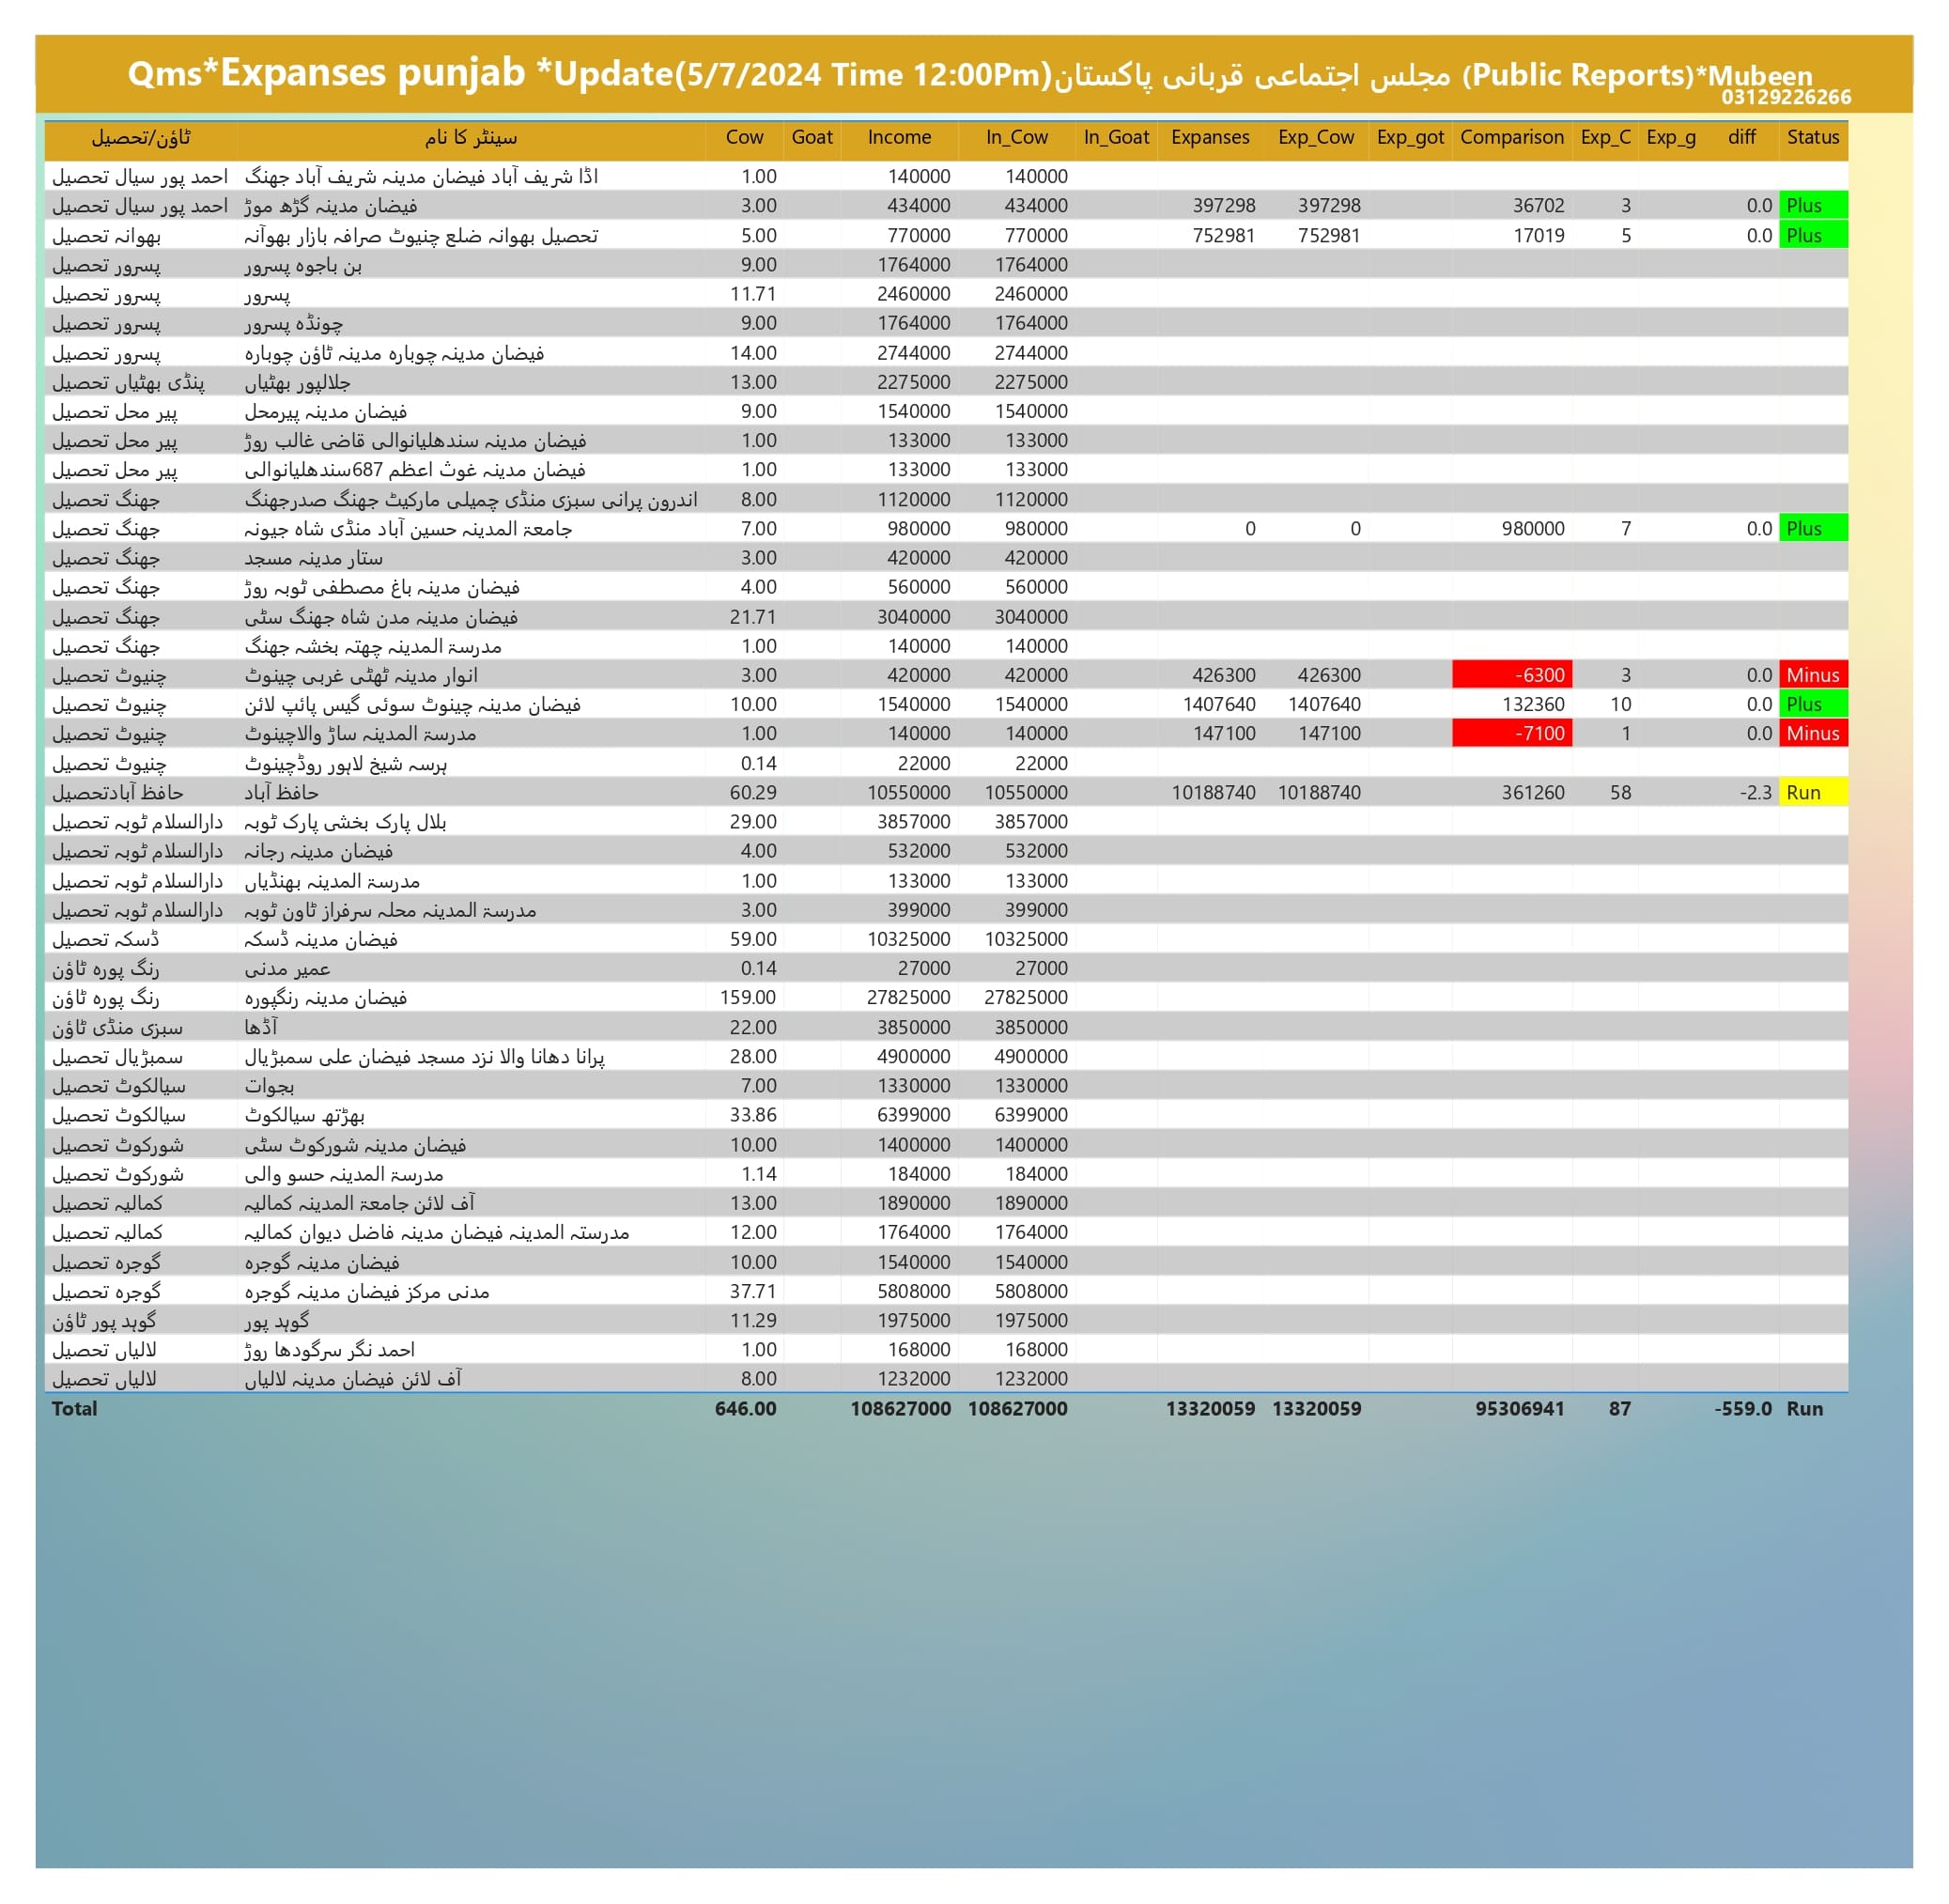 Qms*Expanses punjab *Update(5/7/2024 Time 12:00Pm)مجلس اجتماعی قربانی پاکستان (Public Reports)*Mubeen
03129226266
ٹاؤن/تحصیل سینٹر کا نام Cow Goat Income In_Cow In_Goat Expanses Exp_Cow Exp_got Comparison Exp_C Exp_g diff Status
احمد پور سیال تحصیل اڈا شریف آباد فیضان مدینہ شریف آباد جھنگ 1.00 140000 140000
احمد پور سیال تحصیل فیضان مدینہ گڑھ موڑ 3.00 434000 434000 397298 397298 36702 3 0.0 Plus
بھوانہ تحصیل تحصیل بھوانہ ضلع چنیوٹ صرافہ بازار بھوآنہ 5.00 770000 770000 752981 752981 17019 5 0.0 Plus
پسرور تحصیل بن باجوہ پسرور 9.00 1764000 1764000
پسرور تحصیل پسرور 11.71 2460000 2460000
پسرور تحصیل چونڈہ پسرور 9.00 1764000 1764000
پسرور تحصیل فیضان مدینہ چوبارہ مدینہ ٹاؤن چوبارہ 14.00 2744000 2744000
پنڈی بھٹیاں تحصیل جلالپور بھٹیاں 13.00 2275000 2275000
پیر محل تحصیل فیضان مدینہ پیرمحل 9.00 1540000 1540000
پیر محل تحصیل فیضان مدینہ سندھلیانوالی قاضی غالب روڑ 1.00 133000 133000
پیر محل تحصیل فیضان مدینہ غوث اعظم 687سندھلیانوالی 1.00 133000 133000
جھنگ تحصیل اندرون پرانی سبزی منڈی چمیلی مارکیٹ جھنگ صدرجھنگ 8.00 1120000 1120000
جھنگ تحصیل جامعۃ المدینہ حسین آباد منڈی شاہ جیونہ 7.00 980000 980000 0 0 980000 7 0.0 Plus
جھنگ تحصیل ستار مدینہ مسجد 3.00 420000 420000
جھنگ تحصیل فیضان مدینہ باغ مصطفی ٹوبہ روڑ 4.00 560000 560000
جھنگ تحصیل فیضان مدینہ مدن شاہ جھنگ سٹی 21.71 3040000 3040000
جھنگ تحصیل مدرسۃ المدینہ چھتہ بخشہ جھنگ 1.00 140000 140000
چنیوٹ تحصیل انوار مدینہ ٹھٹی غربی چینوٹ 3.00 420000 420000 426300 426300 -6300 3 0.0 Minus
چنیوٹ تحصیل فیضان مدینہ چینوٹ سوئی گیس پائپ لائن 10.00 1540000 1540000 1407640 1407640 132360 10 0.0 Plus
چنیوٹ تحصیل مدرسۃ المدینہ ساڑ والاچینوٹ 1.00 140000 140000 147100 147100 -7100 1 0.0 Minus
چنیوٹ تحصیل ہرسہ شیخ لاہور روڈچینوٹ 0.14 22000 22000
حافظ آبادتحصیل حافظ آباد 60.29 10550000 10550000 10188740 10188740 361260 58 -2.3 Run
دارالسلام ٹوبہ تحصیل بلال پارک بخشی پارک ٹوبہ 29.00 3857000 3857000
دارالسلام ٹوبہ تحصیل فیضان مدینہ رجانہ 4.00 532000 532000
دارالسلام ٹوبہ تحصیل مدرسۃ المدینہ بھنڈیاں 1.00 133000 133000
دارالسلام ٹوبہ تحصیل مدرسۃ المدینہ محلہ سرفراز ٹاون ٹوبہ 3.00 399000 399000
ڈسکہ تحصیل فیضان مدینہ ڈسکہ 59.00 10325000 10325000
رنگ پورہ ٹاؤن عمیر مدنی 0.14 27000 27000
رنگ پورہ ٹاؤن فیضان مدینہ رنگپورہ 159.00 27825000 27825000
سبزی منڈی ٹاؤن آڈھا 22.00 3850000 3850000
سمبڑیال تحصیل پرانا دھانا والا نزد مسجد فیضان علی سمبڑیال 28.00 4900000 4900000
سیالکوٹ تحصیل بجوات 7.00 1330000 1330000
سیالکوٹ تحصیل بھڑتھ سیالکوٹ 33.86 6399000 6399000
شورکوٹ تحصیل فیضان مدینہ شورکوٹ سٹی 10.00 1400000 1400000
شورکوٹ تحصیل مدرسۃ المدینہ حسو والی 1.14 184000 184000
کمالیہ تحصیل آف لائن جامعۃ المدینہ کمالیہ 13.00 1890000 1890000
کمالیہ تحصیل مدرستہ المدینہ فیضان مدینہ فاضل دیوان کمالیہ 12.00 1764000 1764000
گوجرہ تحصیل فیضان مدینہ گوجرہ 10.00 1540000 1540000
گوجرہ تحصیل مدنی مرکز فیضان مدینہ گوجرہ 37.71 5808000 5808000
گوہد پور ٹاؤن گوہد پور 11.29 1975000 1975000
لالیاں تحصیل احمد نگر سرگودھا روڑ 1.00 168000 168000
لالیاں تحصیل آف لائن فیضان مدینہ لالیاں 8.00 1232000 1232000
Total 646.00 108627000 108627000 13320059 13320059 95306941 87 -559.0 Run